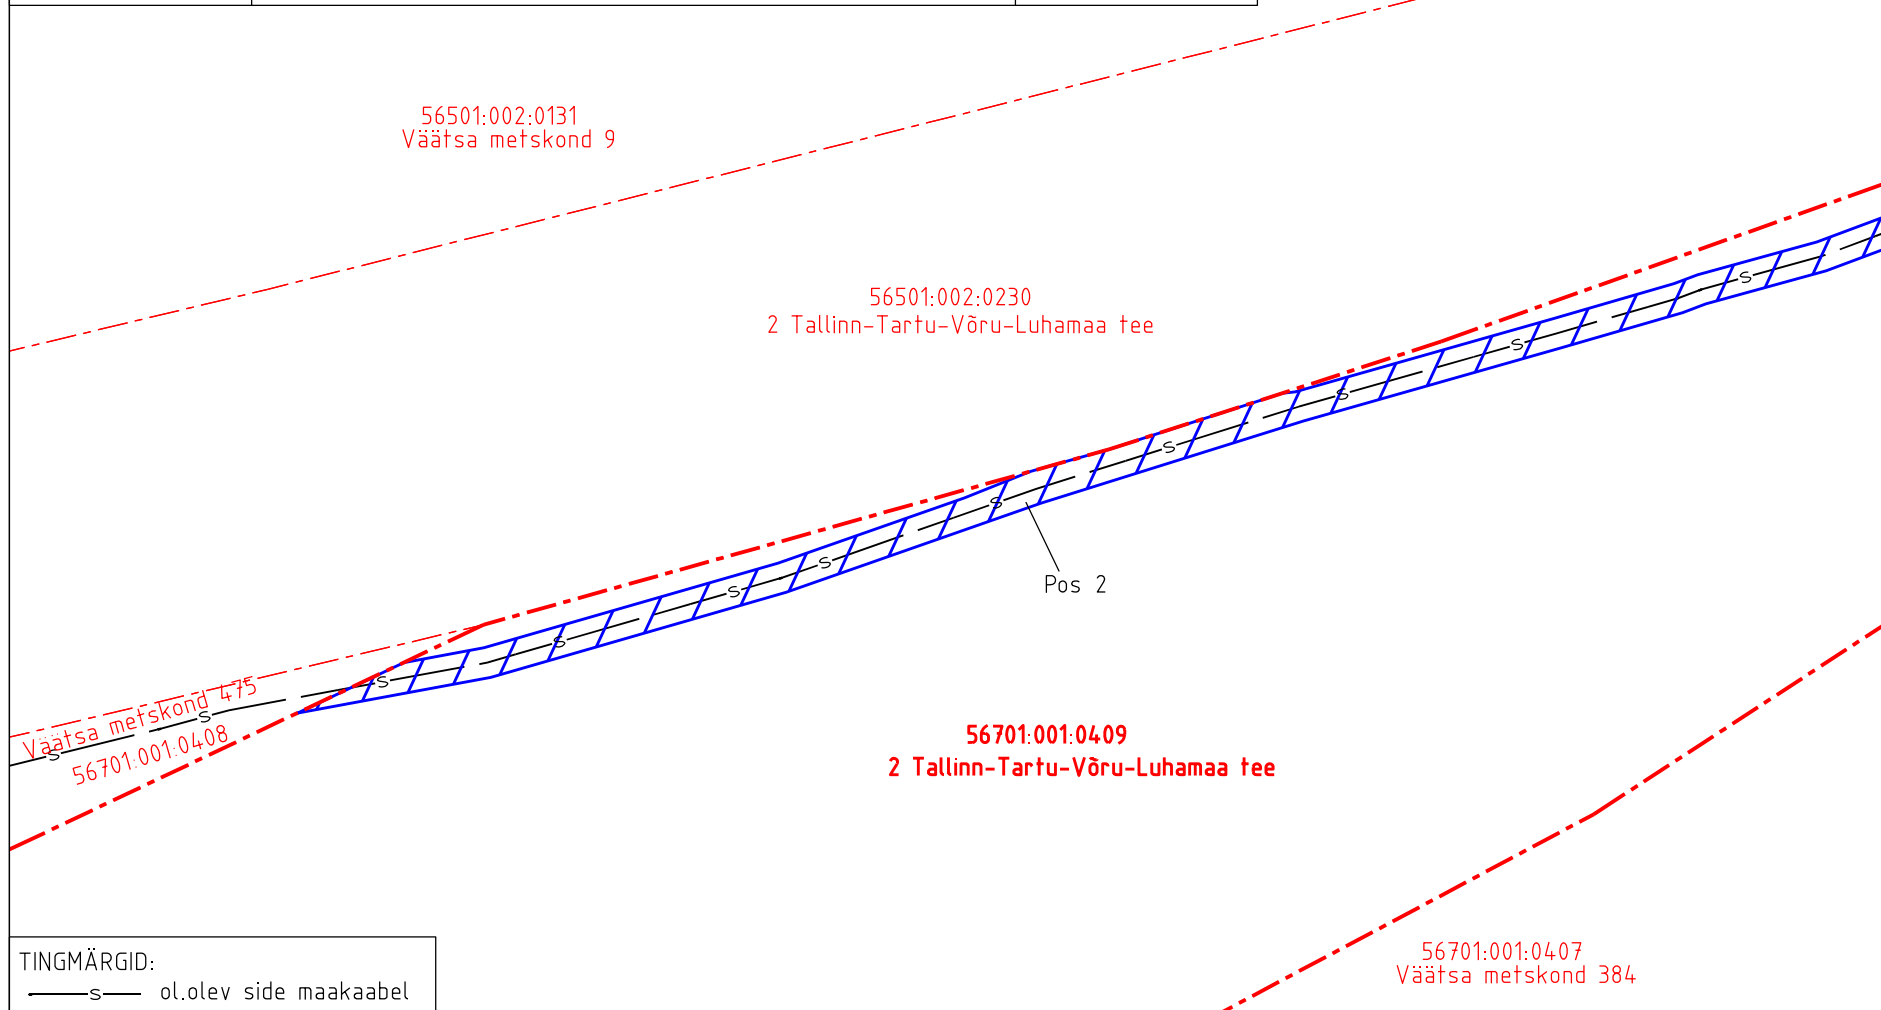 56501:002:0131
Väätsa metskond 9
56501:002:0230
2 Tallinn-Tartu-Võru-Luhamaa tee
S
S
S
S
S
S
Pos 2
S
S
S
S
S
Väätsa metskond 475
56701:001:0408
56701:001:0409
2 Tallinn-Tartu-Võru-Luhamaa tee
56701:001:0407
Väätsa metskond 384
TINGMÄRGID:
S ol.olev side maakaabel